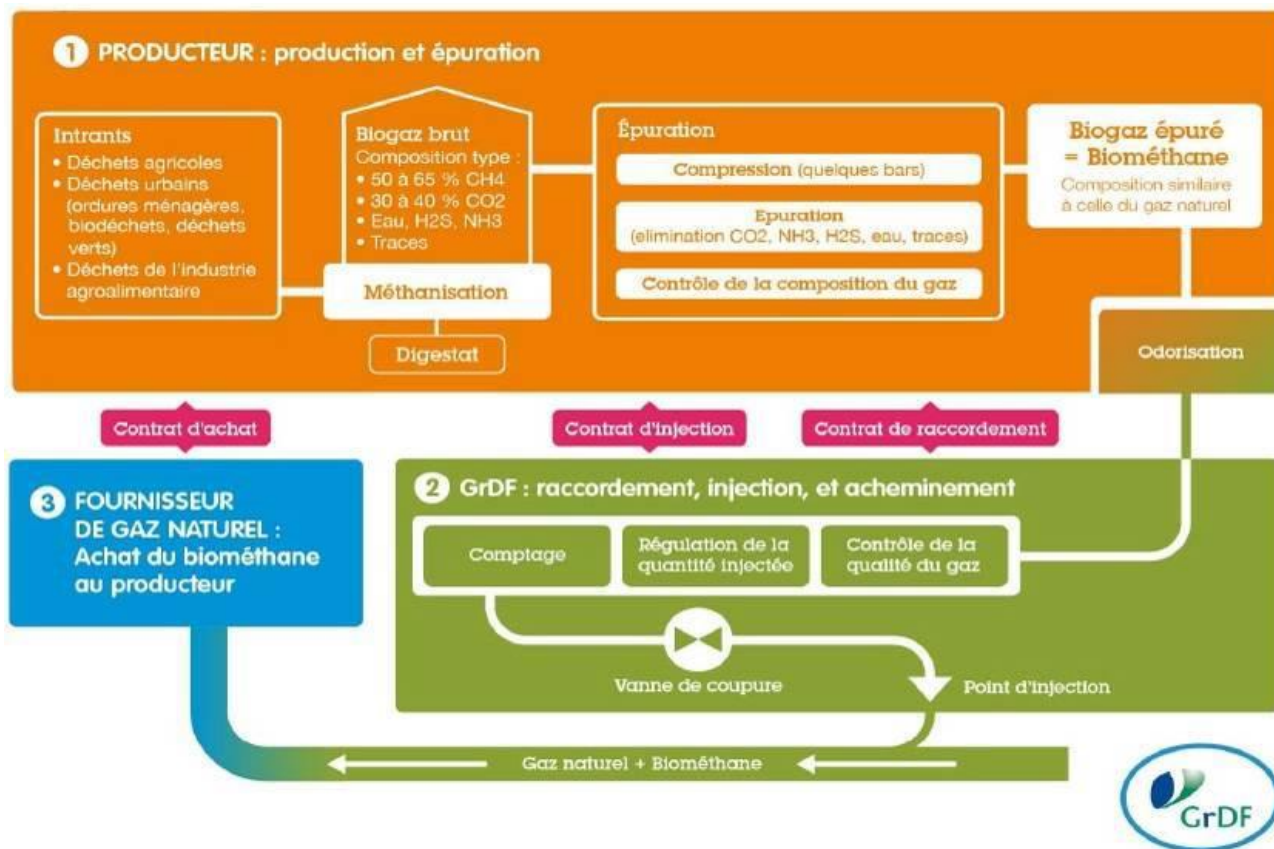 1 PRODUCTEUR : production et épuration
Intrants
• Déchets agricoles
• Déchets urbains
(ordures ménagères,
biodéchets, déchets
verts)
• Déchets de l'industrie
agroalimentaire
Biogaz brut
Composition type :
• 50 à 65 % CH4
• 30 à 40 % CO2
• Eau, H2S, NH3
• Traces
Méthanisation
Digestat
Épuration
Compression (quelques bars)
Epuration
(elimination CO2, NH3, H2S, eau, traces)
Contrôle de la composition du gaz
Biogaz épuré
= Biométhane
Composition similaire
à celle du gaz naturel
Odorisation
Contrat d'achat
Contrat d'injection
Contrat de raccordement
3 FOURNISSEUR
DE GAZ NATUREL :
Achat du biométhane
au producteur
2 GrDF : raccordement, injection, et acheminement
Comptage
Régulation de la
quantité injectée
Contrôle de la
qualité du gaz
Vanne de coupure
Point d'injection
Gaz naturel + Biométhane
GrDF